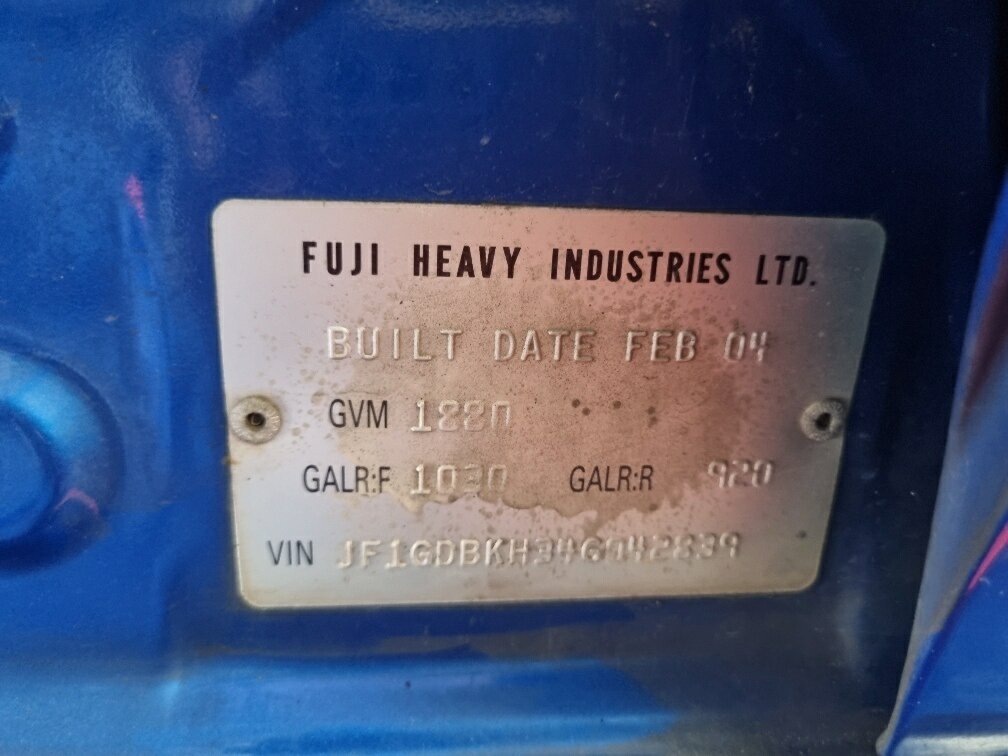 FUJI HEAVY INDUSTRIES LTD.
BUILT DATE FEB 04
GVM 1880
GALR:F 1030 GALR:R 920
VIN JF1GDBKH34G042839